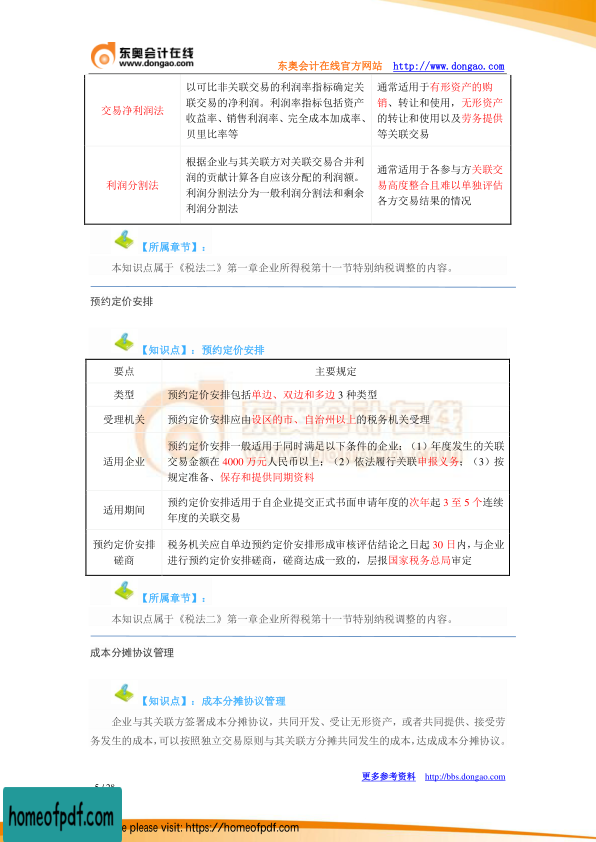 东奥会计在线
www.dongao.com
东奥会计在线官方网站 http://www.dongao.com
交易净利润法
以可比非关联交易的利润率指标确定关
联交易的净利润。利润率指标包括资产
收益率、销售利润率、完全成本加成率、
贝里比率等
通常适用于有形资产的购
销、转让和使用，无形资产
的转让和使用以及劳务提供
等关联交易
利润分割法
根据企业与其关联方对关联交易合并利
润的贡献计算各自应该分配的利润额。
利润分割法分为一般利润分割法和剩余
利润分割法
通常适用于各参与方关联交
易高度整合且难以单独评估
各方交易结果的情况
【所属章节】：
本知识点属于《税法二》第一章企业所得税第十一节特别纳税调整的内容。
预约定价安排
【知识点】：预约定价安排
要点 主要规定
类型 预约定价安排包括单边、双边和多边 3 种类型
受理机关 预约定价安排应由设区的市、自治州以上的税务机关受理
适用企业
预约定价安排一般适用于同时满足以下条件的企业：（1）年度发生的关联
交易金额在 4000 万元人民币以上；（2）依法履行关联申报义务；（3）按
规定准备、保存和提供同期资料
适用期间
预约定价安排适用于自企业提交正式书面申请年度的次年起 3 至 5 个连续
年度的关联交易
预约定价安排
磋商
税务机关应自单边预约定价安排形成审核评估结论之日起 30 日内，与企业
进行预约定价安排磋商，磋商达成一致的，层报国家税务总局审定
【所属章节】：
本知识点属于《税法二》第一章企业所得税第十一节特别纳税调整的内容。
成本分摊协议管理
【知识点】：成本分摊协议管理
企业与其关联方签署成本分摊协议，共同开发、受让无形资产，或者共同提供、接受劳
务发生的成本，可以按照独立交易原则与其关联方分摊共同发生的成本，达成成本分摊协议。
更多参考资料 http://bbs.dongao.com
homeofpdf.com
please visit: https://homeofpdf.com